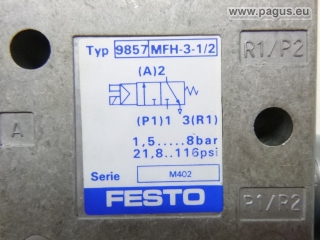 www.pagus.eu
Typ 9857 MFH-3-1/2
R1/P2
(A)2
A
(P1)1 3(R1)
1,5.....8bar
21,8..116psi
Serie M402
FESTO
P1/P2